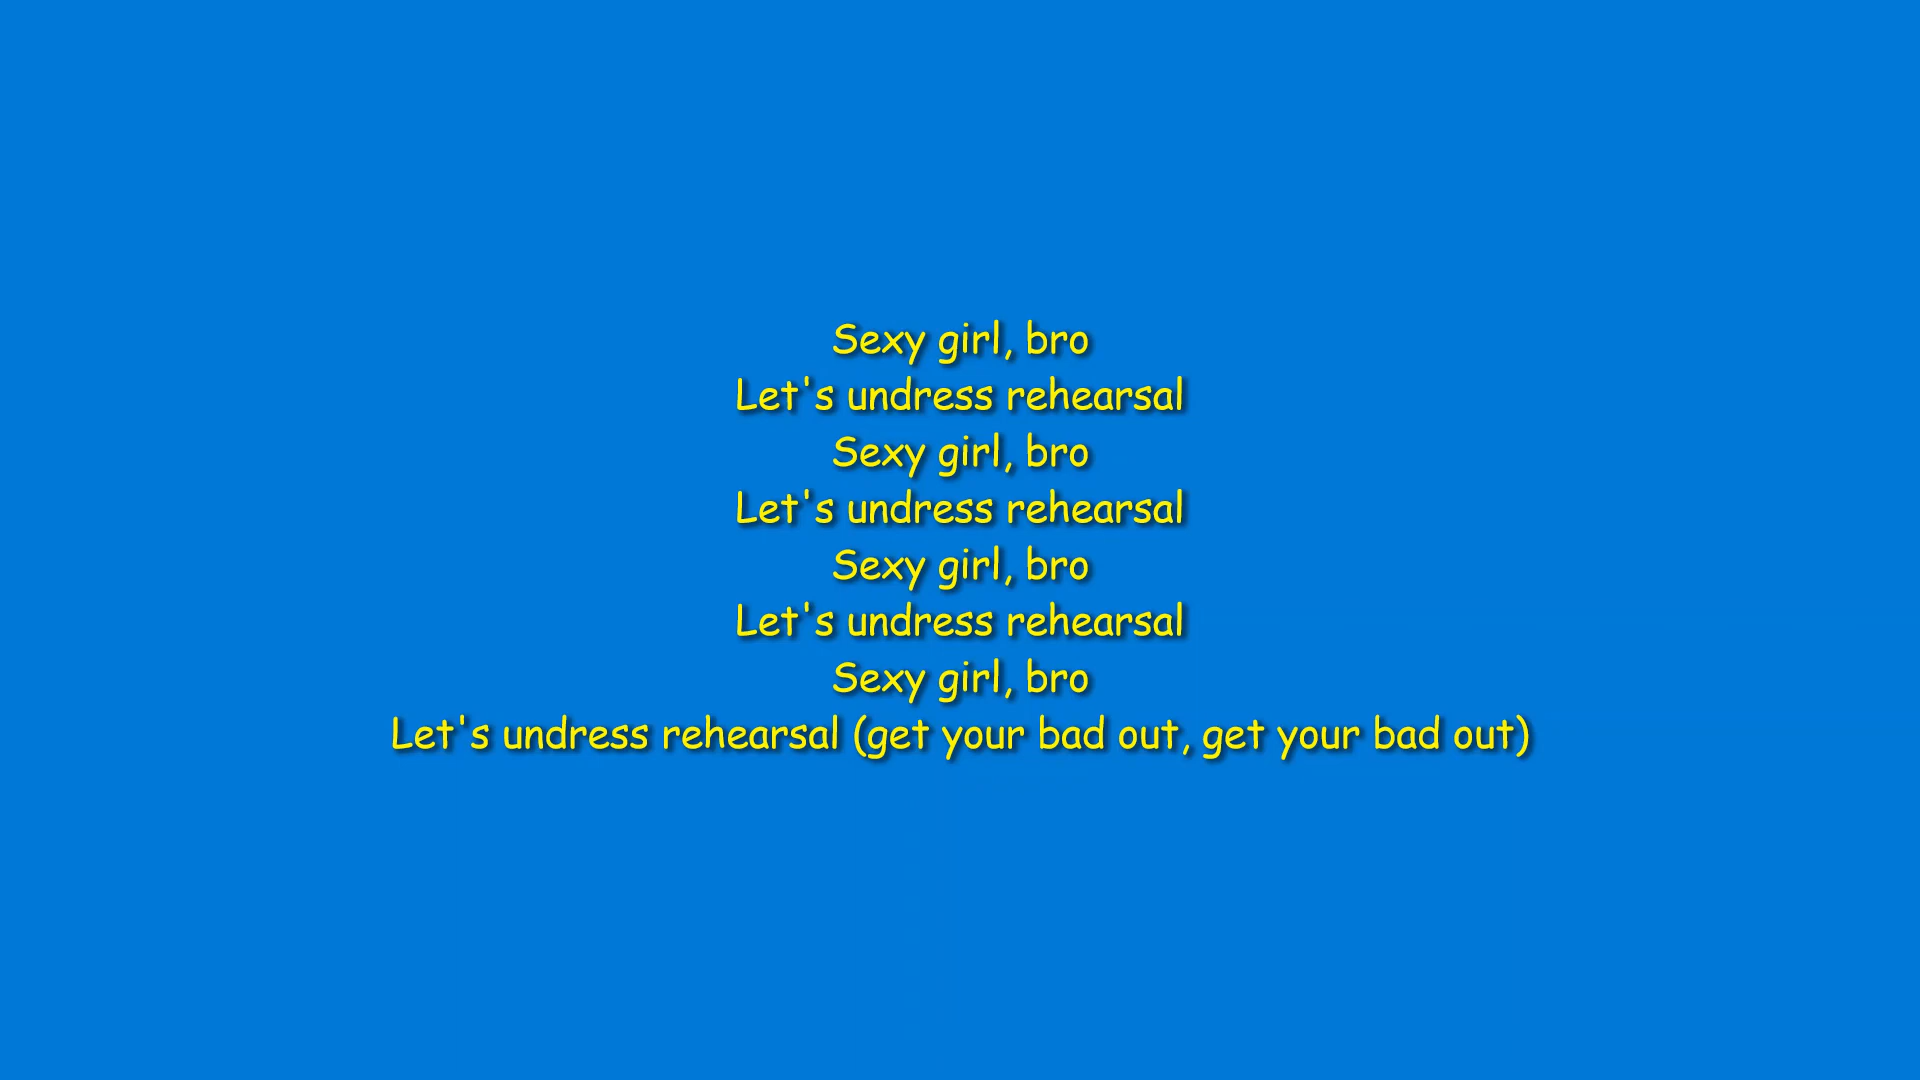 Sexy girl, bro
Let's undress rehearsal
Sexy girl, bro
Let's undress rehearsal
Sexy girl, bro
Let's undress rehearsal
Sexy girl, bro
Let's undress rehearsal (get your bad out, get your bad out)